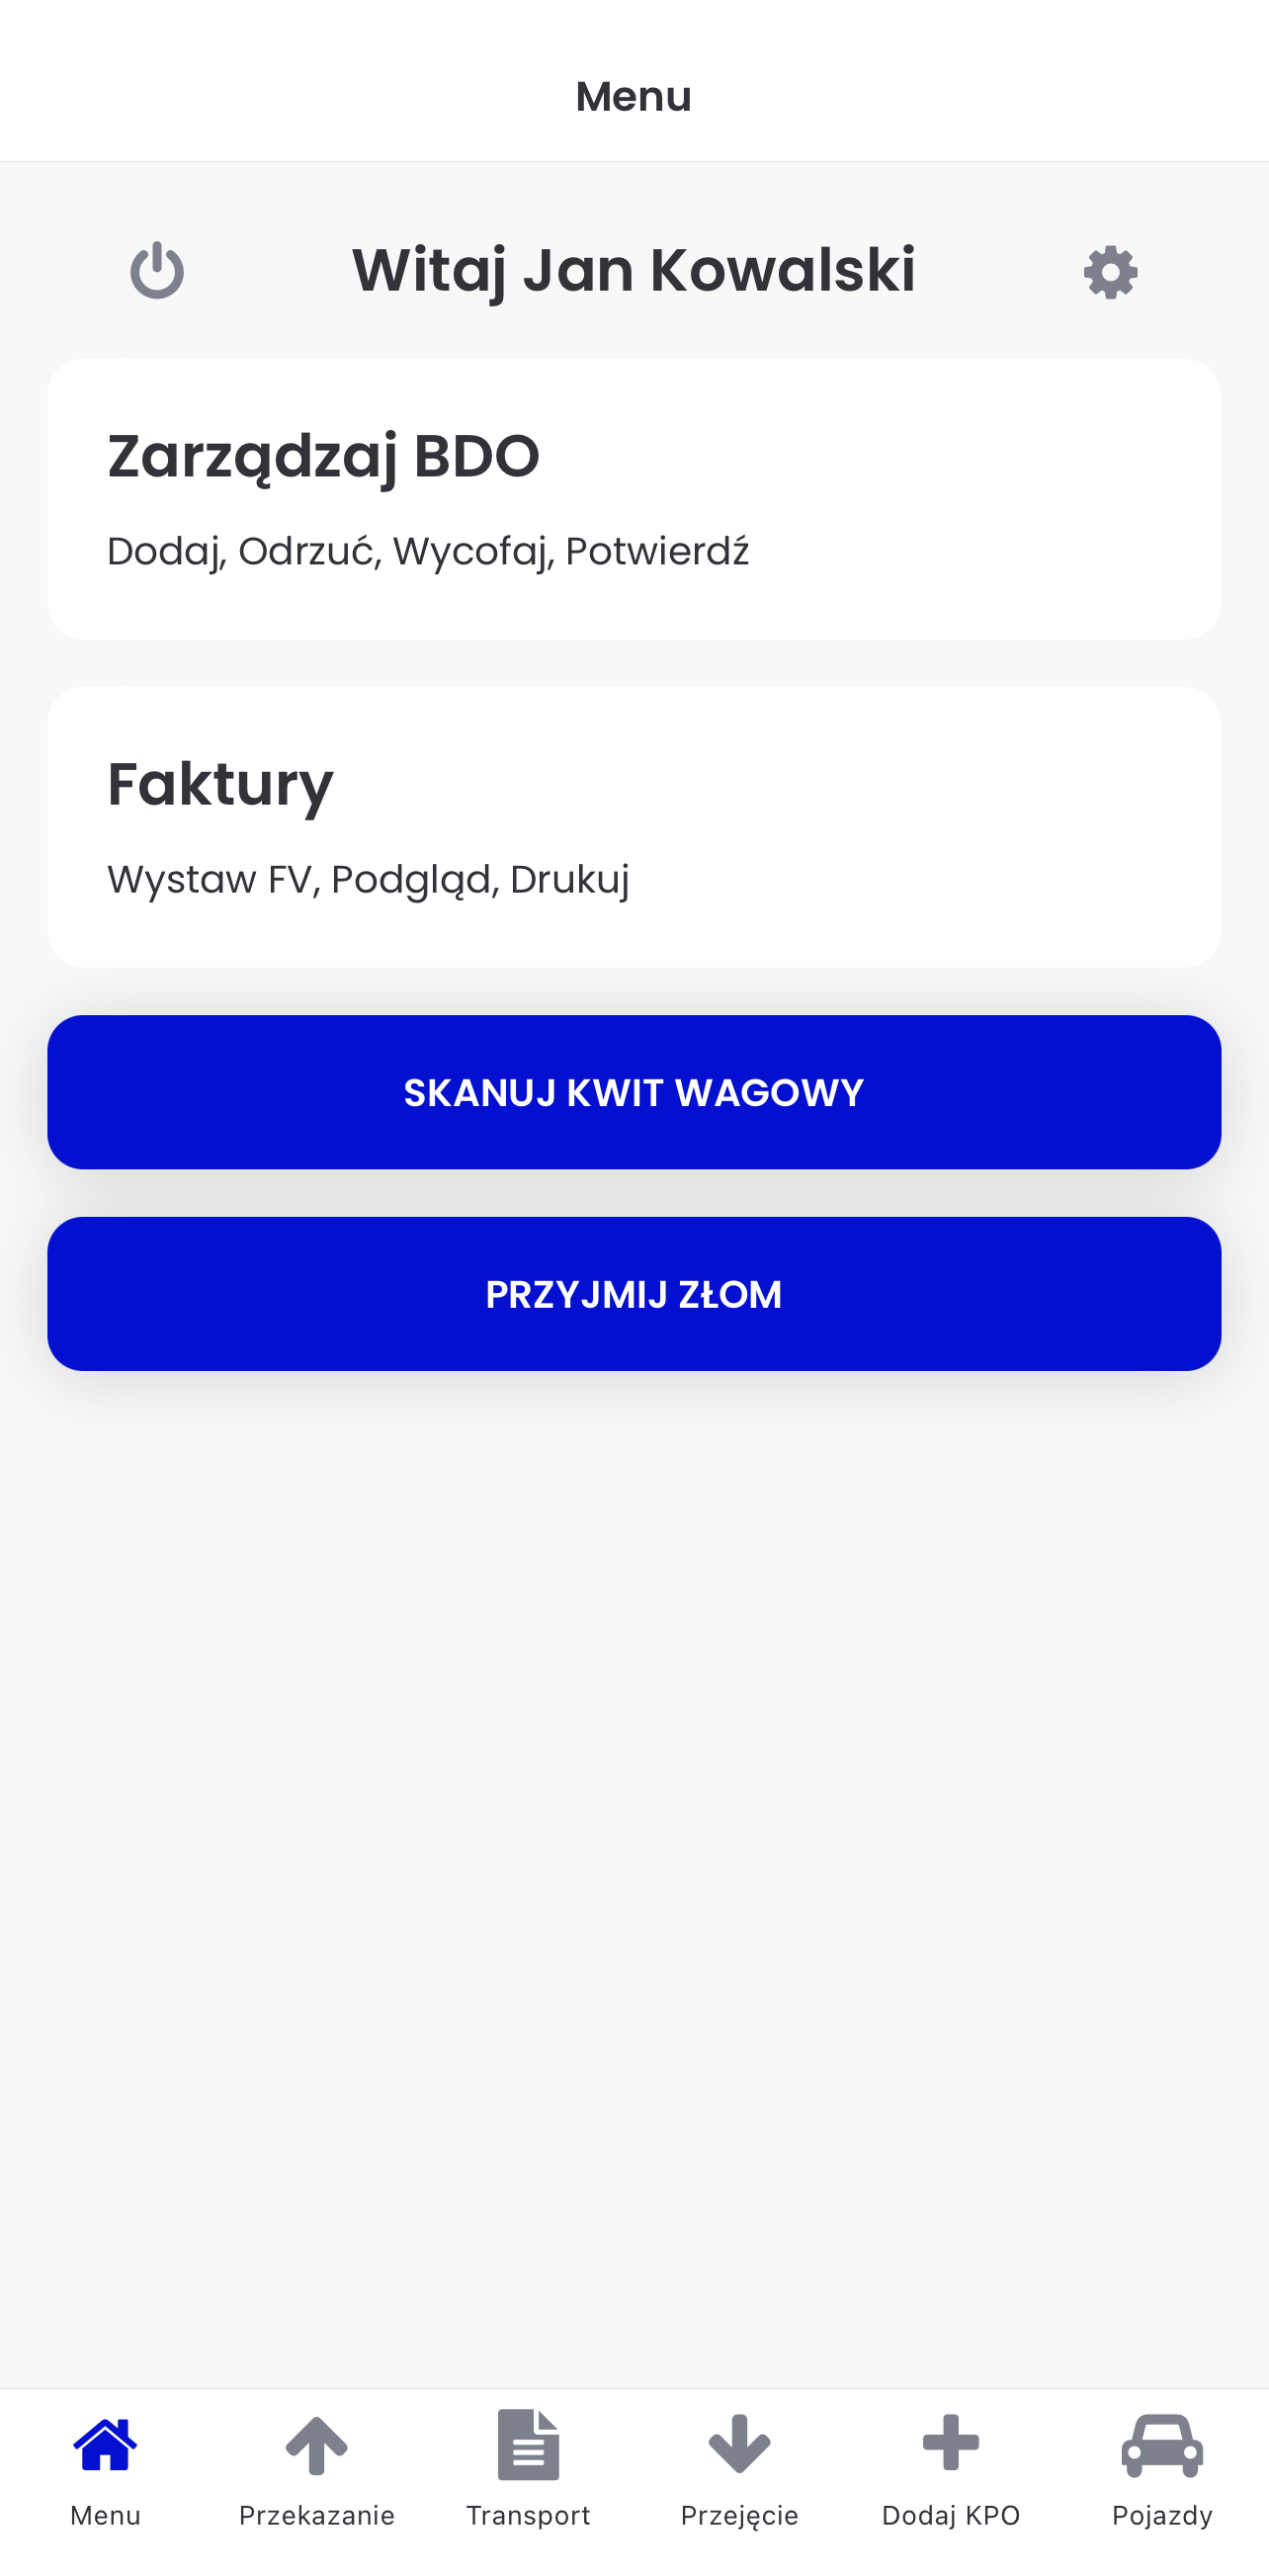 Menu
Witaj Jan Kowalski
Zarządzaj BDO
Dodaj, Odrzuć, Wycofaj, Potwierdź
Faktury
Wystaw FV, Podgląd, Drukuj
SKANUJ KWIT WAGOWY
PRZYJMIJ ZŁOM
Menu Przekazanie Transport Przejęcie Dodaj KPO Pojazdy